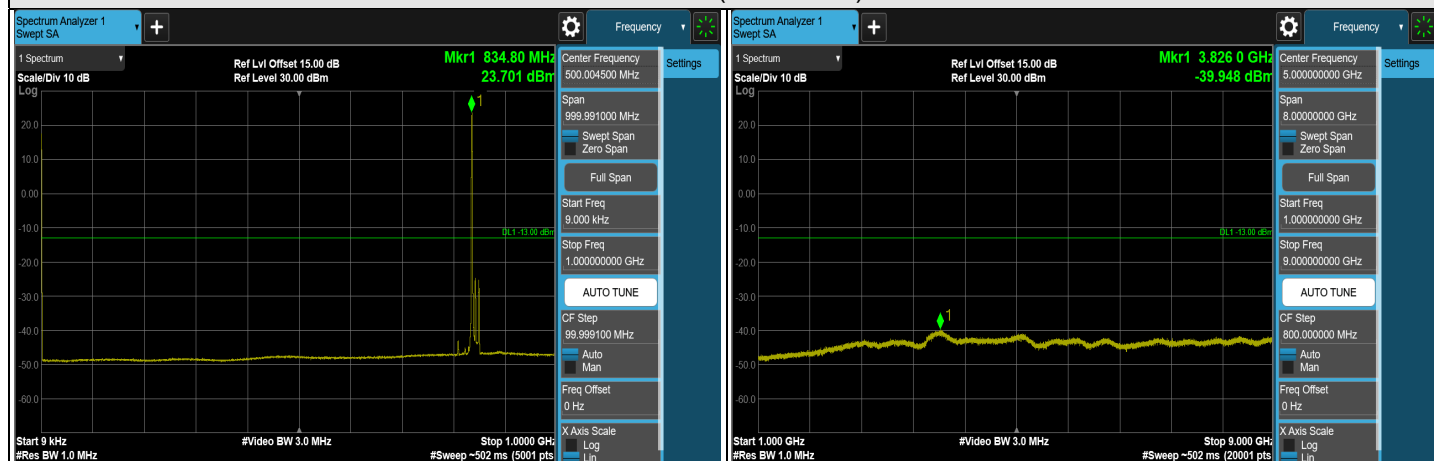 Spectrum Analyzer 1
Swept SA
Frequency
1 Spectrum
Scale/Div 10 dB
Log
Ref Lvl Offset 15.00 dB
Ref Level 30.00 dBm
Mkr1 834.80 MHz
23.701 dBm
1
20.0
10.0
0.00
-10.0
-20.0
-30.0
-40.0
-50.0
-60.0
DL1 -13.00 dBm
Start 9 kHz
#Res BW 1.0 MHz
#Video BW 3.0 MHz
Stop 1.0000 GHz
#Sweep ~502 ms (5001 pts
Center Frequency
500.004500 MHz
Span
999.991000 MHz
Swept Span
Zero Span
Full Span
Start Freq
9.000 kHz
Stop Freq
1.000000000 GHz
AUTO TUNE
CF Step
99.999100 MHz
Auto
Man
Freq Offset
0 Hz
X Axis Scale
Log
Lin
Settings
Spectrum Analyzer 1
Swept SA
Frequency
1 Spectrum
Scale/Div 10 dB
Log
Ref Lvl Offset 15.00 dB
Ref Level 30.00 dBm
Mkr1 3.826 0 GHz
-39.948 dBm
1
20.0
10.0
0.00
-10.0
-20.0
-30.0
-40.0
-50.0
-60.0
DL1 -13.00 dBm
Start 1.000 GHz
#Res BW 1.0 MHz
#Video BW 3.0 MHz
Stop 9.000 GHz
#Sweep ~502 ms (20001 pts
Center Frequency
5.000000000 GHz
Span
8.00000000 GHz
Swept Span
Zero Span
Full Span
Start Freq
1.000000000 GHz
Stop Freq
9.000000000 GHz
AUTO TUNE
CF Step
800.000000 MHz
Auto
Man
Freq Offset
0 Hz
X Axis Scale
Log
Lin
Settings